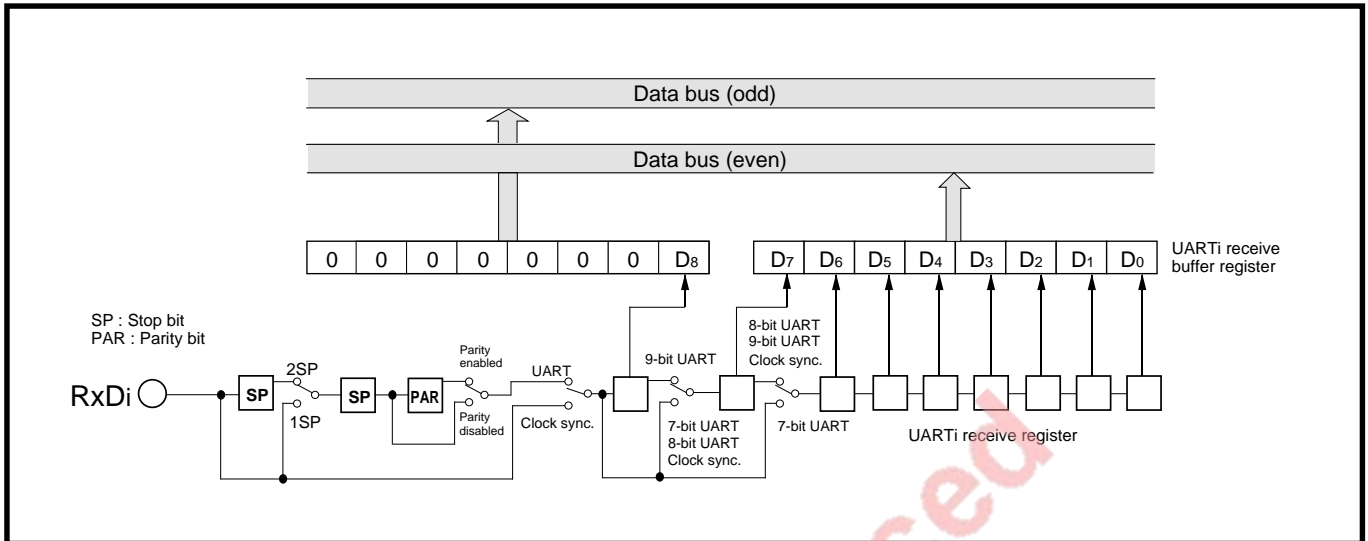 Data bus (odd)
Data bus (even)
0 0 0 0 0 0 0 D8
D7 D6 D5 D4 D3 D2 D1 D0
UARTi receive
buffer register
SP : Stop bit
PAR : Parity bit
8-bit UART
9-bit UART
Clock sync.
Parity
enabled
9-bit UART
2SP
UART
RxDi
SP
SP
PAR
1SP
Parity
disabled
Clock sync.
7-bit UART
8-bit UART
Clock sync.
7-bit UART
UARTi receive register